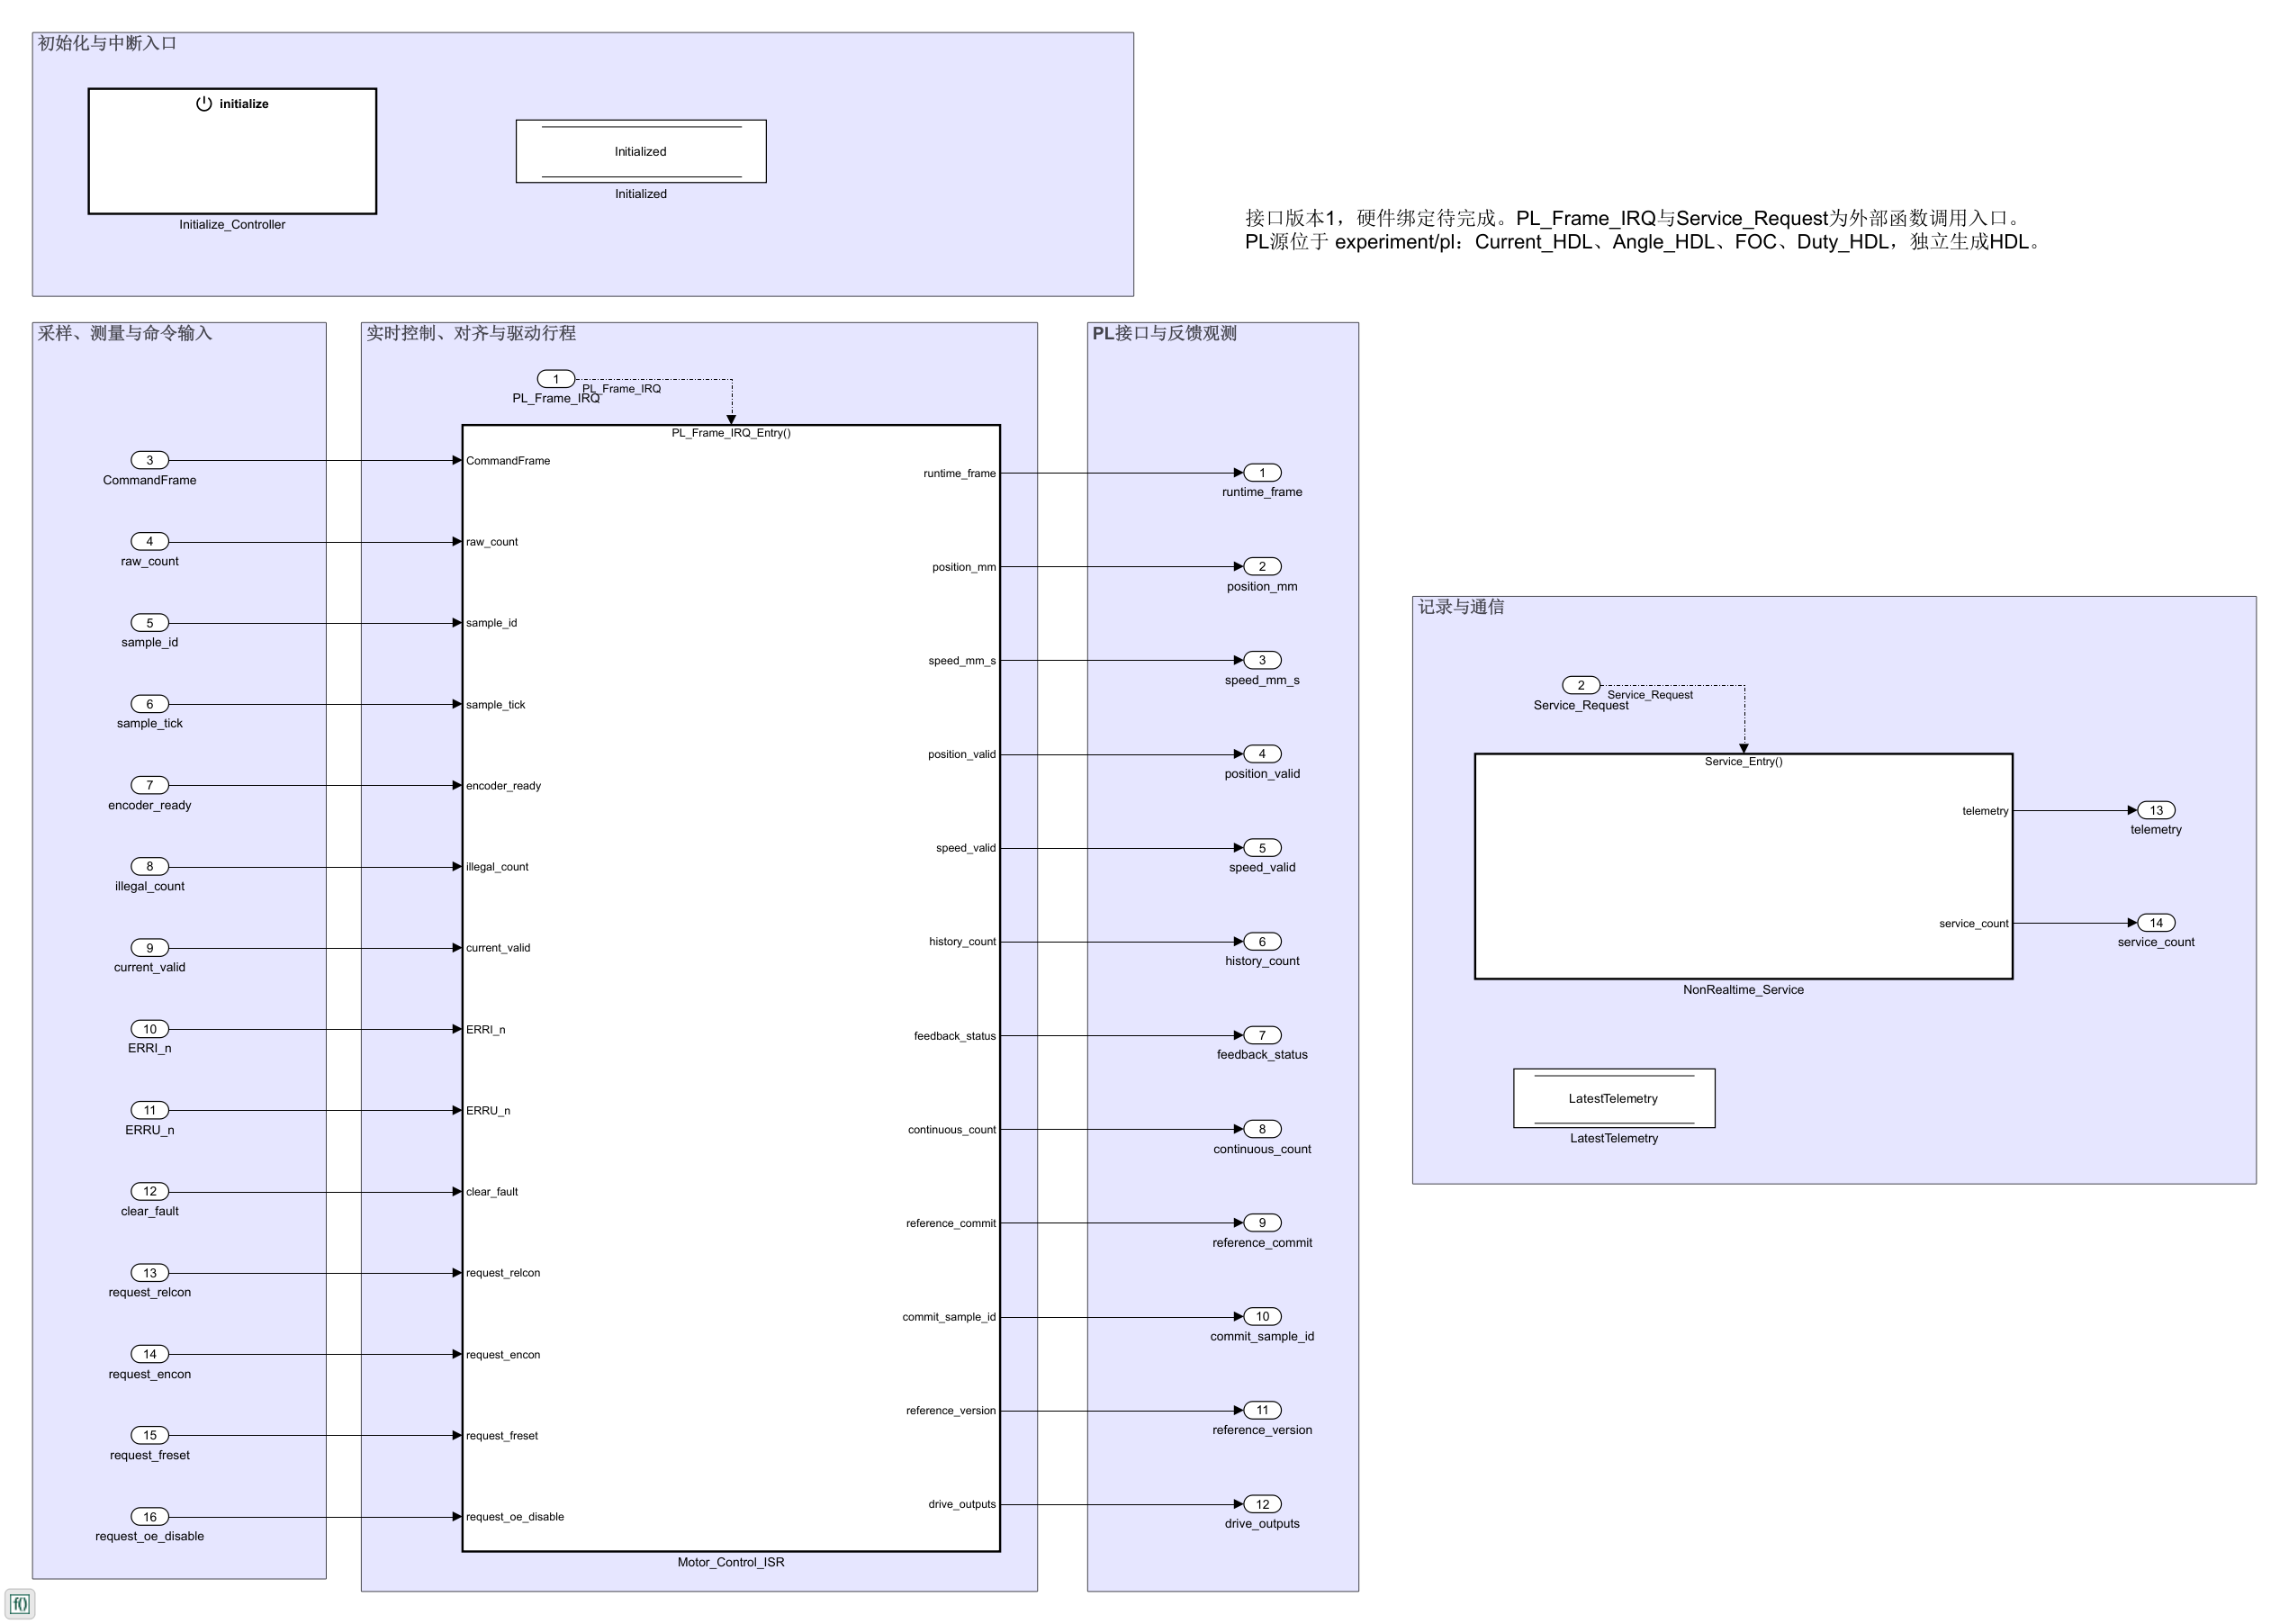 初始化与中断入口
initialize
Initialize_Controller
Initialized
Initialized
接口版本1，硬件绑定待完成。PL_Frame_IRQ与Service_Request为外部函数调用入口。
PL源位于 experiment/pl：Current_HDL、Angle_HDL、FOC、Duty_HDL，独立生成HDL。
采样、测量与命令输入
3
CommandFrame
4
raw_count
5
sample_id
6
sample_tick
7
encoder_ready
8
illegal_count
9
current_valid
10
ERRI_n
11
ERRU_n
12
clear_fault
13
request_relcon
14
request_encon
15
request_freset
16
request_oe_disable
实时控制、对齐与驱动行程
1
PL_Frame_IRQ
PL_Frame_IRQ
PL_Frame_IRQ_Entry()
CommandFrame
raw_count
sample_id
sample_tick
encoder_ready
illegal_count
current_valid
ERRI_n
ERRU_n
clear_fault
request_relcon
request_encon
request_freset
request_oe_disable
runtime_frame
position_mm
speed_mm_s
position_valid
speed_valid
history_count
feedback_status
continuous_count
reference_commit
commit_sample_id
reference_version
drive_outputs
Motor_Control_ISR
PL接口与反馈观测
1
runtime_frame
2
position_mm
3
speed_mm_s
4
position_valid
5
speed_valid
6
history_count
7
feedback_status
8
continuous_count
9
reference_commit
10
commit_sample_id
11
reference_version
12
drive_outputs
记录与通信
2
Service_Request
Service_Request
Service_Entry()
telemetry
service_count
NonRealtime_Service
13
telemetry
14
service_count
LatestTelemetry
LatestTelemetry
f()